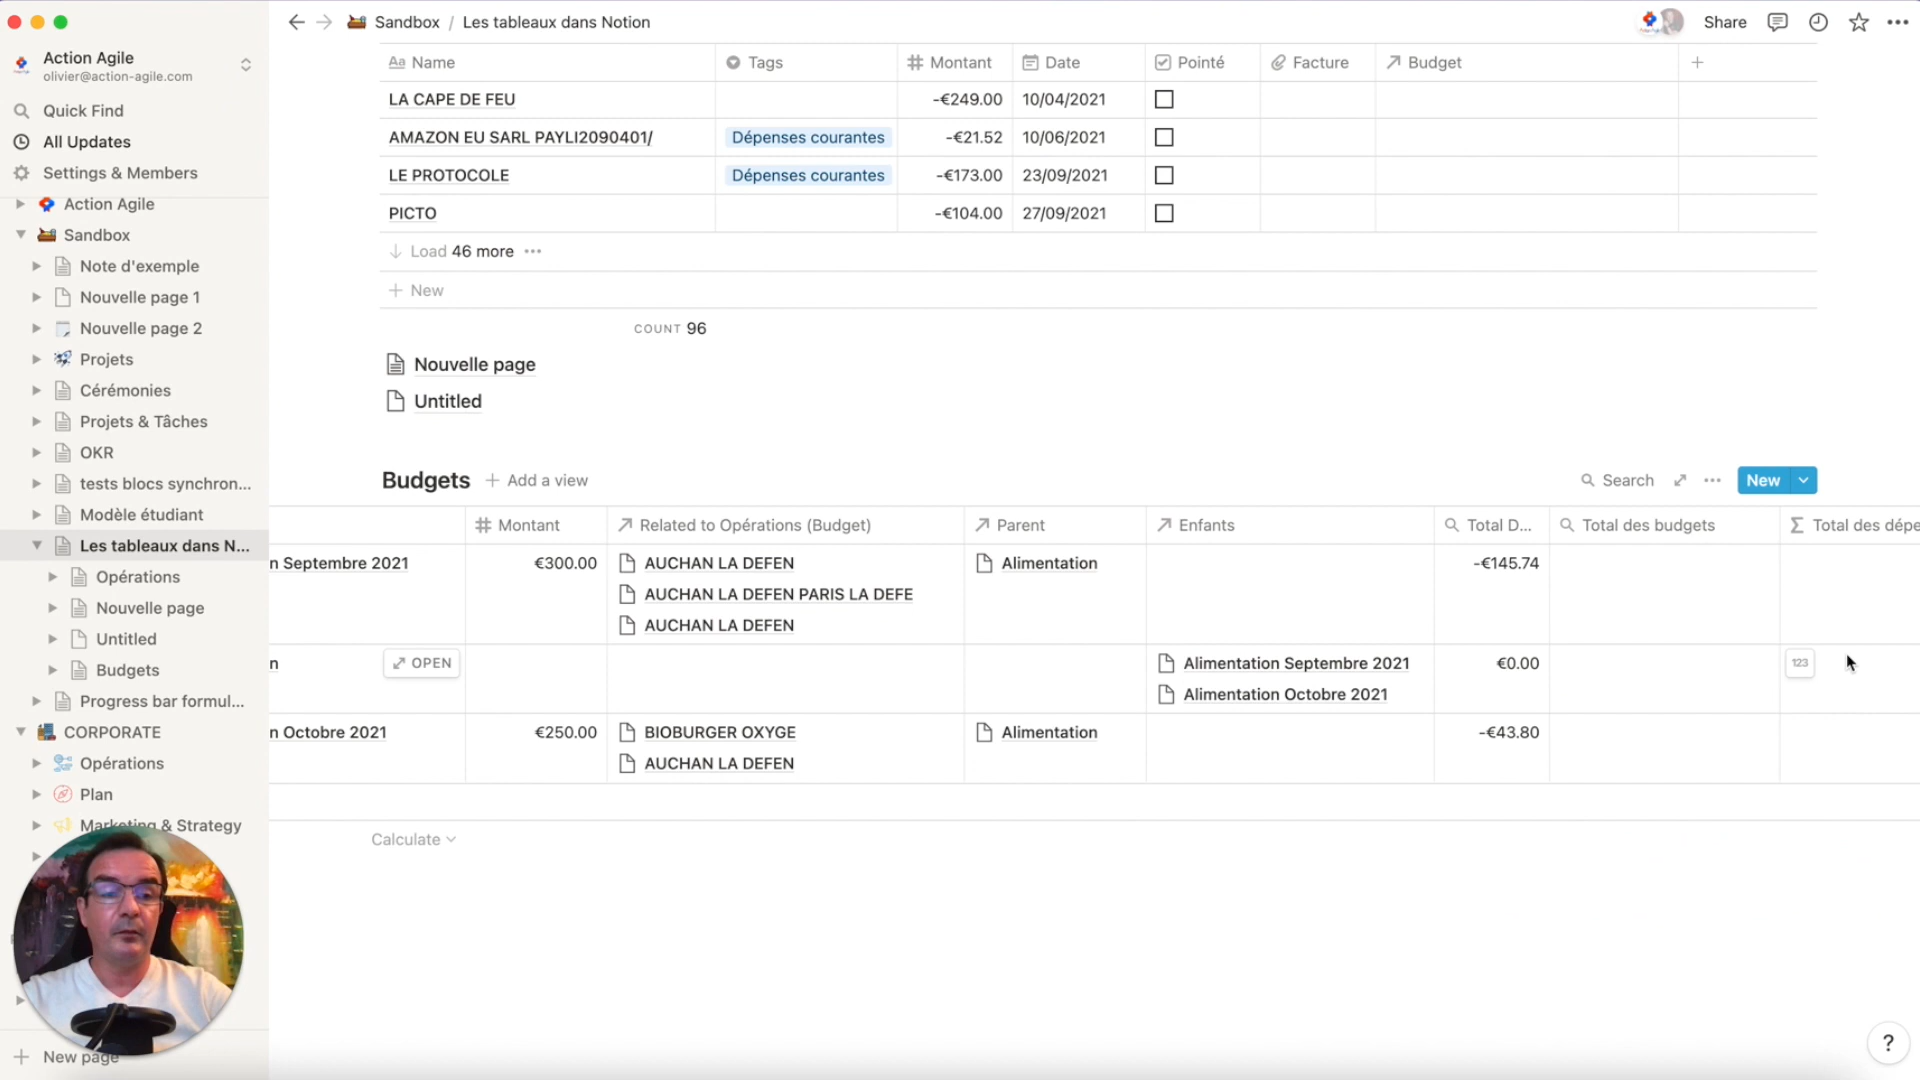 Action Agile
olivier@action-agile.com
Quick Find
All Updates
Settings & Members
Action Agile
Sandbox
Note d'exemple
Nouvelle page 1
Nouvelle page 2
Projets
Cérémonies
Projets & Tâches
OKR
tests blocs synchron...
Modèle étudiant
Les tableaux dans N...
Opérations
Nouvelle page
Untitled
Budgets
Progress bar formul...
CORPORATE
Opérations
Plan
Marketing & Strategy
New page
Sandbox / Les tableaux dans Notion
Share
Aa Name Tags # Montant Date Pointé Facture Budget +
LA CAPE DE FEU -€249.00 10/04/2021
AMAZON EU SARL PAYLI2090401/ Dépenses courantes -€21.52 10/06/2021
LE PROTOCOLE Dépenses courantes -€173.00 23/09/2021
PICTO -€104.00 27/09/2021
Load 46 more ...
+ New
COUNT 96
Nouvelle page
Untitled
Budgets + Add a view Search ... New
# Montant Related to Opérations (Budget) Parent Enfants Total D... Total des budgets Σ Total des dépe
n Septembre 2021 €300.00 AUCHAN LA DEFEN Alimentation -€145.74
AUCHAN LA DEFEN PARIS LA DEFE
AUCHAN LA DEFEN
n OPEN Alimentation Septembre 2021 €0.00 123
Alimentation Octobre 2021
n Octobre 2021 €250.00 BIOBURGER OXYGE Alimentation -€43.80
AUCHAN LA DEFEN
Calculate
?